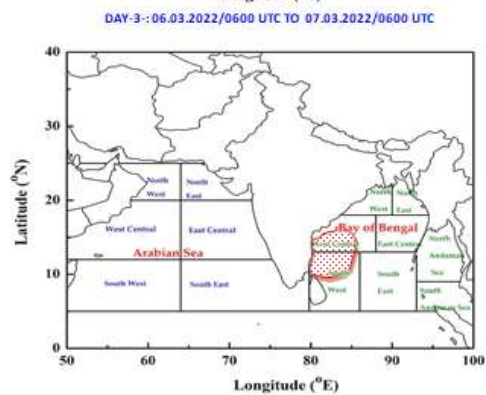 DAY-3-: 06.03.2022/0600 UTC TO 07.03.2022/0600 UTC
Latitude (°N)
40
30
20
10
0
North West
North East
West Central
East Central
Arabian Sea
South West
South East
North West
North East
Bay of Bengal
East Central
West
South East
North Andaman Sea
South Andaman Sea
50 60 70 80 90 100
Longitude (°E)